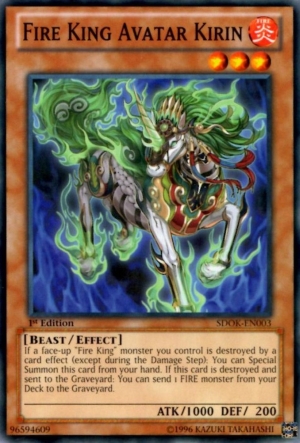 FIRE KING AVATAR KIRIN
FIRE
炎
1st Edition
SDOK-EN003
[BEAST / EFFECT]
If a face-up "Fire King" monster you control is destroyed by a
card effect (except during the Damage Step): You can Special
Summon this card from your hand. If this card is destroyed and
sent to the Graveyard: You can send 1 FIRE monster from your
Deck to the Graveyard.
ATK/1000 DEF/ 200
96594609
©1996 KAZUKI TAKAHASHI